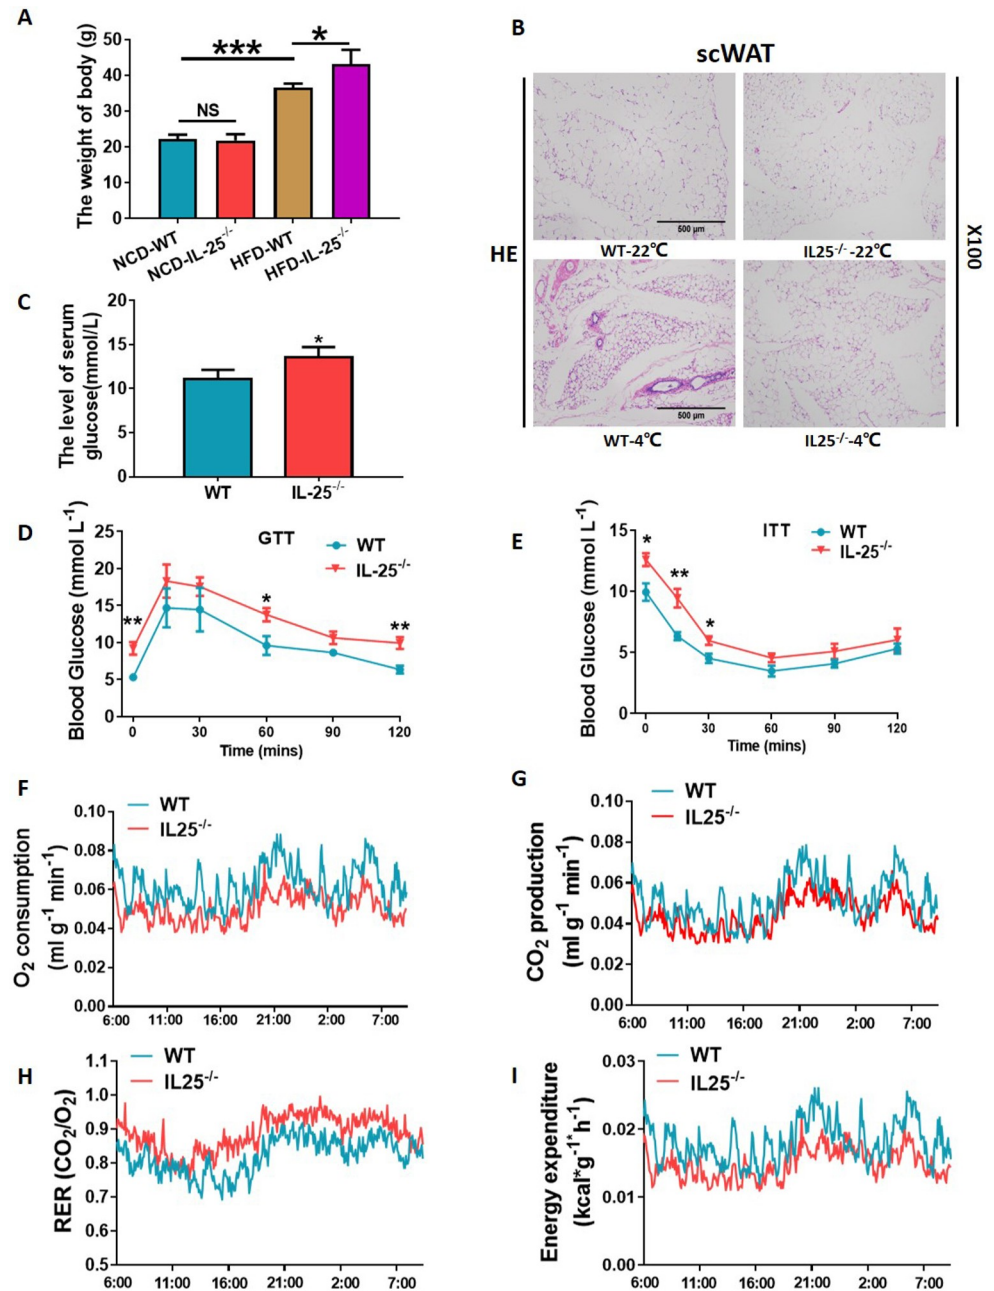 A
The weight of body (g)
50
40
30
20
10
0
***
*
NS
NCD-WT
NCD-IL-25-/-
HFD-WT
HFD-IL-25-/-
B
scWAT
HE
X100
500 μm
WT-22℃
IL25-/--22℃
500 μm
WT-4℃
IL25-/--4℃
C
The level of serum
glucose(mmol/L)
20
15
10
5
0
*
WT
IL-25-/-
D
Blood Glucose (mmol L-1)
GTT
WT
IL-25-/-
25
20
15
10
5
0
**
*
**
0
30
60
90
120
Time (mins)
E
Blood Glucose (mmol L-1)
ITT
WT
IL-25-/-
15
10
5
0
*
**
*
0
30
60
90
120
Time (mins)
F
O2 consumption
(ml g-1 min-1)
WT
IL25-/-
0.10
0.08
0.06
0.04
0.02
0.00
6:00
11:00
16:00
21:00
2:00
7:00
G
CO2 production
(ml g-1 min-1)
WT
IL25-/-
0.10
0.08
0.06
0.04
0.02
0.00
6:00
11:00
16:00
21:00
2:00
7:00
H
RER (CO2/O2)
WT
IL25-/-
1.1
1.0
0.9
0.8
0.7
0.6
0.5
6:00
11:00
16:00
21:00
2:00
7:00
I
Energy expenditure
(kcal*g-1*h-1)
WT
IL25-/-
0.03
0.02
0.01
0.00
6:00
11:00
16:00
21:00
2:00
7:00